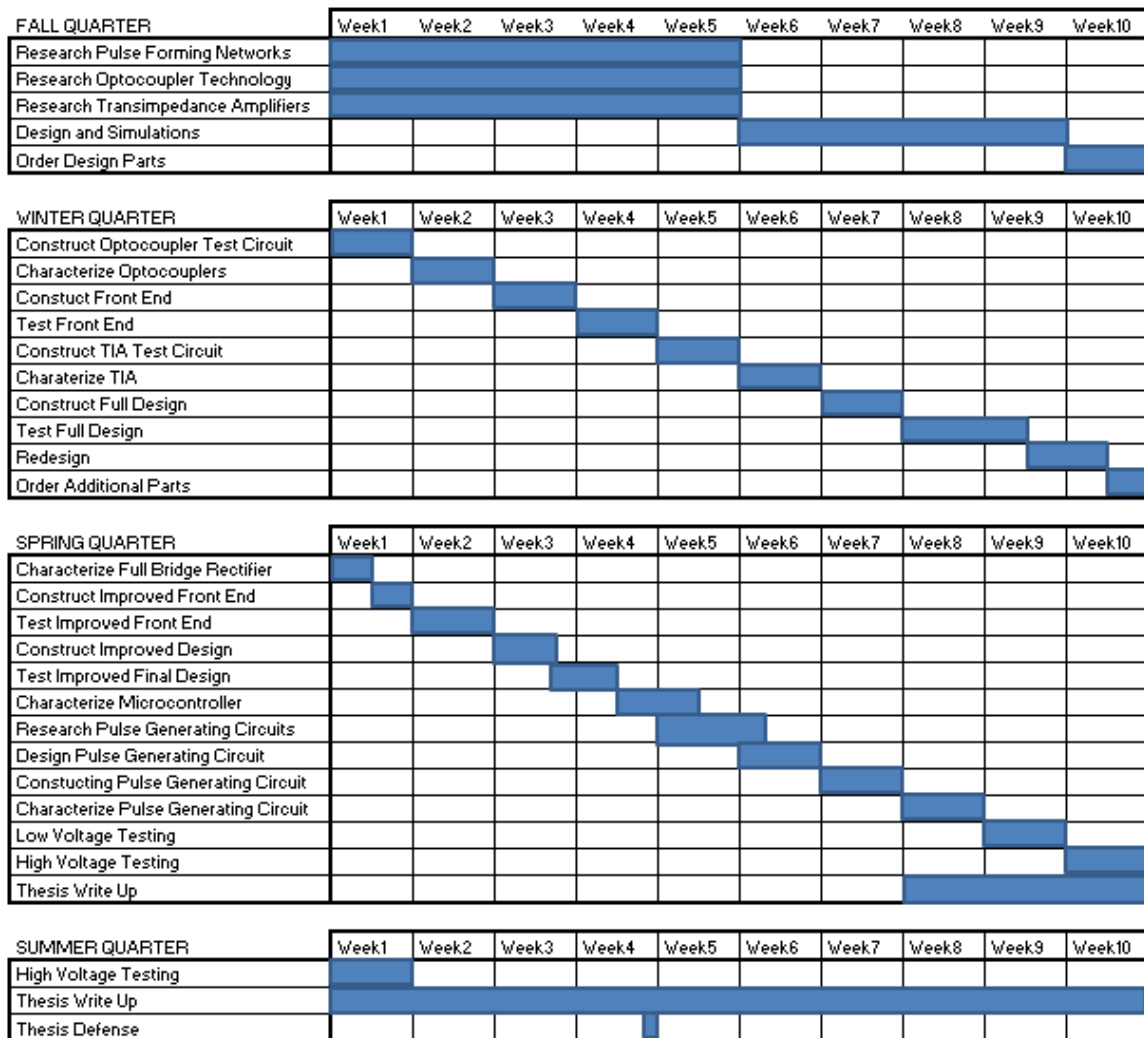 FALL QUARTER Week1 Week2 Week3 Week4 Week5 Week6 Week7 Week8 Week9 Week10
Research Pulse Forming Networks
Research Optocoupler Technology
Research Transimpedance Amplifiers
Design and Simulations
Order Design Parts
WINTER QUARTER Week1 Week2 Week3 Week4 Week5 Week6 Week7 Week8 Week9 Week10
Construct Optocoupler Test Circuit
Characterize Optocouplers
Constuct Front End
Test Front End
Construct TIA Test Circuit
Charaterize TIA
Construct Full Design
Test Full Design
Redesign
Order Additional Parts
SPRING QUARTER Week1 Week2 Week3 Week4 Week5 Week6 Week7 Week8 Week9 Week10
Characterize Full Bridge Rectifier
Construct Improved Front End
Test Improved Front End
Construct Improved Design
Test Improved Final Design
Characterize Microcontroller
Research Pulse Generating Circuits
Design Pulse Generating Circuit
Constucting Pulse Generating Circuit
Characterize Pulse Generating Circuit
Low Voltage Testing
High Voltage Testing
Thesis Write Up
SUMMER QUARTER Week1 Week2 Week3 Week4 Week5 Week6 Week7 Week8 Week9 Week10
High Voltage Testing
Thesis Write Up
Thesis Defense